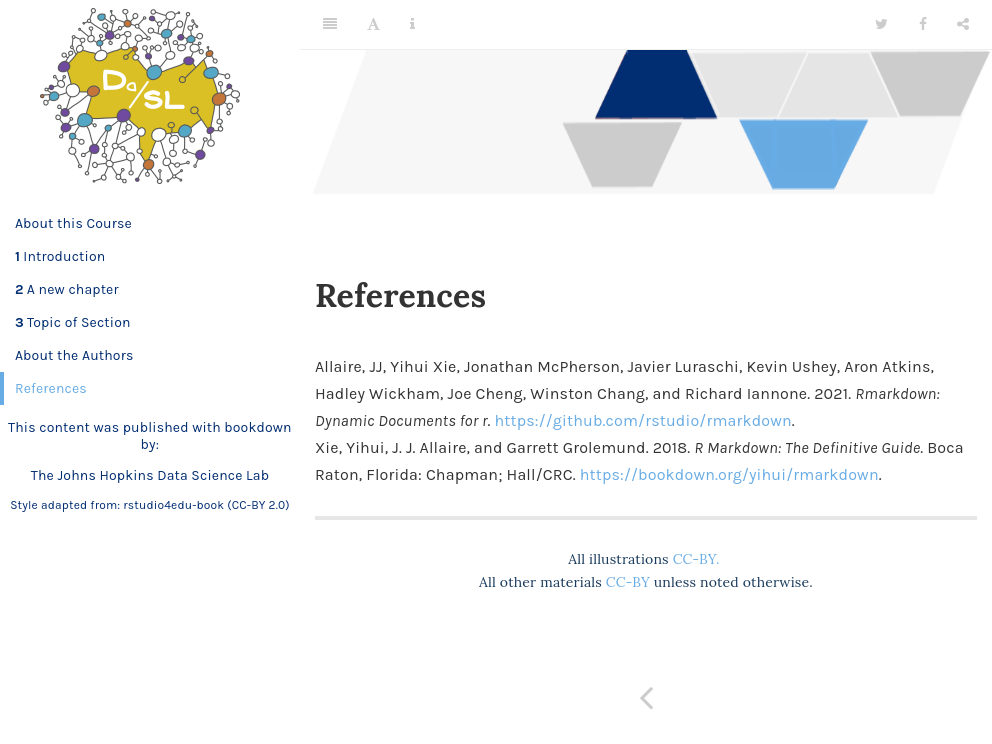 DaSL
About this Course
1 Introduction
2 A new chapter
3 Topic of Section
About the Authors
References
This content was published with bookdown
by:
The Johns Hopkins Data Science Lab
Style adapted from: rstudio4edu-book (CC-BY 2.0)
References
Allaire, JJ, Yihui Xie, Jonathan McPherson, Javier Luraschi, Kevin Ushey, Aron Atkins,
Hadley Wickham, Joe Cheng, Winston Chang, and Richard Iannone. 2021. Rmarkdown:
Dynamic Documents for r. https://github.com/rstudio/rmarkdown.
Xie, Yihui, J. J. Allaire, and Garrett Grolemund. 2018. R Markdown: The Definitive Guide. Boca
Raton, Florida: Chapman; Hall/CRC. https://bookdown.org/yihui/rmarkdown.
All illustrations CC-BY.
All other materials CC-BY unless noted otherwise.